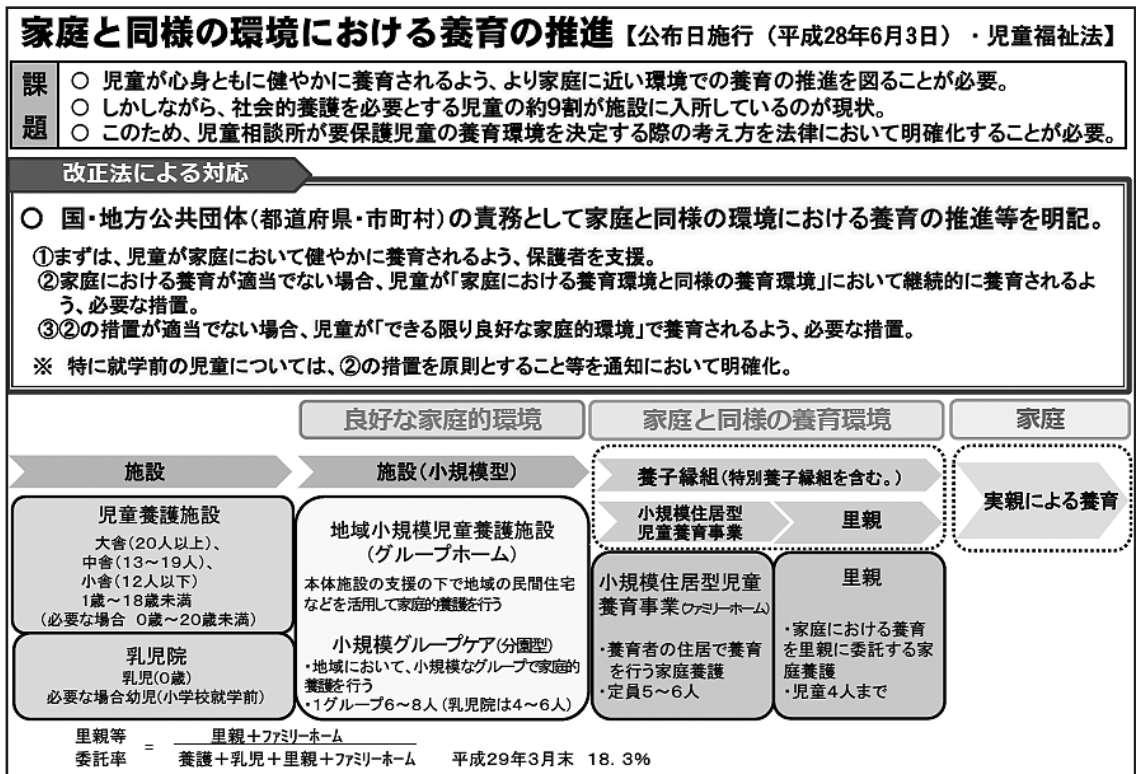 家庭と同様の環境における養育の推進【公布日施行（平成28年6月3日）・児童福祉法】
課題
○ 児童が心身ともに健やかに養育されるよう、より家庭に近い環境での養育の推進を図ることが必要。
○ しかしながら、社会的養護を必要とする児童の約9割が施設に入所しているのが現状。
○ このため、児童相談所が要保護児童の養育環境を決定する際の考え方を法律において明確化することが必要。
改正法による対応
○ 国・地方公共団体(都道府県・市町村)の責務として家庭と同様の環境における養育の推進等を明記。
①まずは、児童が家庭において健やかに養育されるよう、保護者を支援。
②家庭における養育が適当でない場合、児童が「家庭における養育環境と同様の養育環境」において継続的に養育されるよ
う、必要な措置。
③②の措置が適当でない場合、児童が「できる限り良好な家庭的環境」で養育されるよう、必要な措置。
※ 特に就学前の児童については、②の措置を原則とすること等を通知において明確化。
良好な家庭的環境
家庭と同様の養育環境
家庭
施設
施設(小規模型)
養子縁組(特別養子縁組を含む。)
小規模住居型
児童養育事業
里親
実親による養育
児童養護施設
大舎(20人以上)、
中舎(13～19人)、
小舎(12人以下)
1歳～18歳未満
(必要な場合 0歳～20歳未満)
乳児院
乳児(0歳)
必要な場合幼児(小学校就学前)
地域小規模児童養護施設
(グループホーム)
本体施設の支援の下で地域の民間住宅
などを活用して家庭的養護を行う
小規模グループケア(分園型)
・地域において、小規模なグループで家庭的
養護を行う
・1グループ6～8人(乳児院は4～6人)
小規模住居型児童
養育事業(ファミリーホーム)
・養育者の住居で養育
を行う家庭養護
・定員5～6人
里親
・家庭における養育
を里親に委託する家
庭養護
・児童4人まで
里親等
委託率
=
里親+ファミリーホーム
養護+乳児+里親+ファミリーホーム
平成29年3月末 18.3%